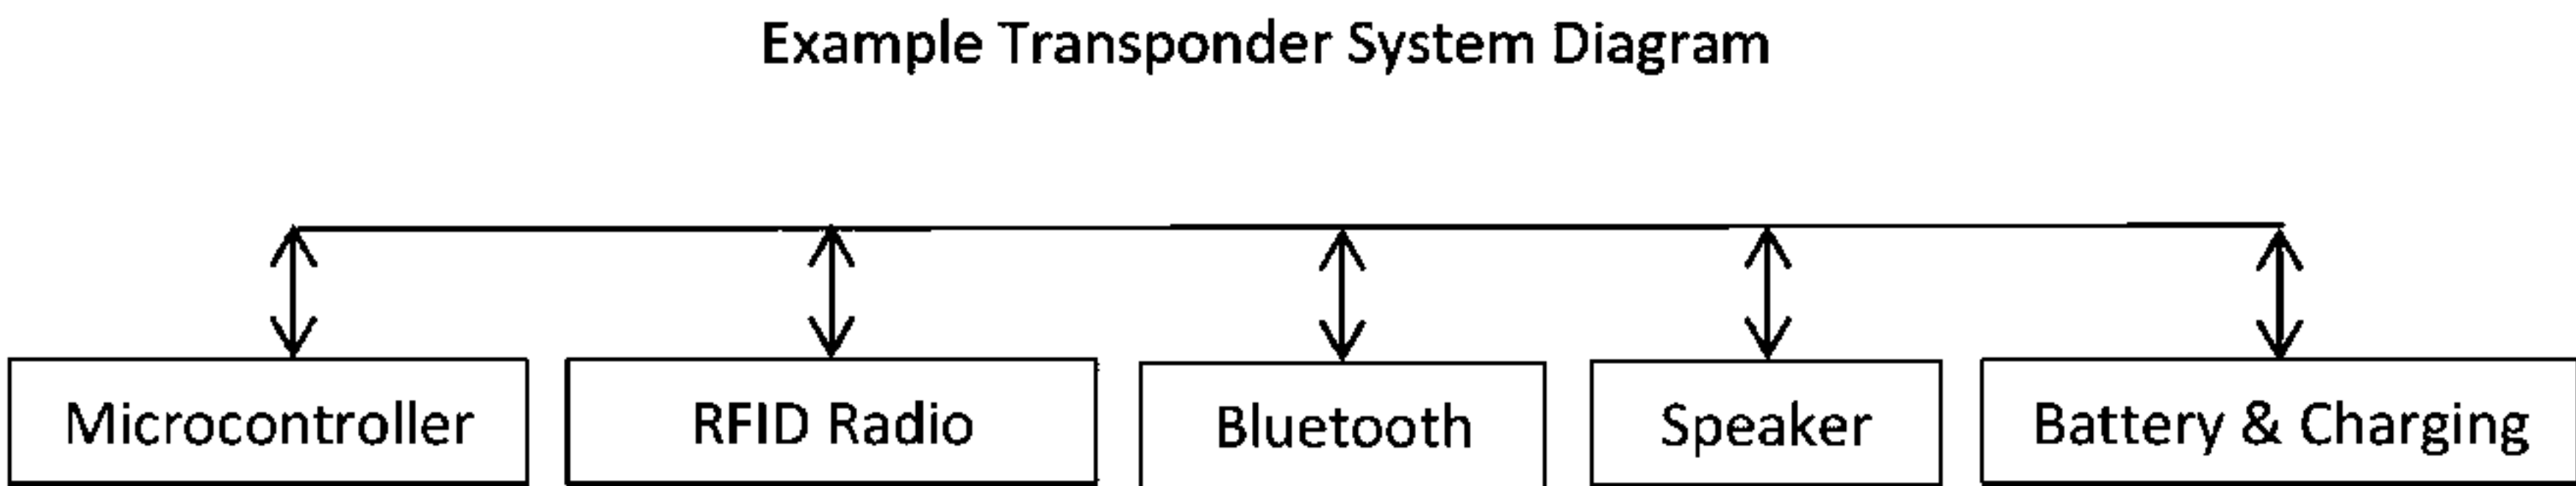 Example Transponder System Diagram
Microcontroller
RFID Radio
Bluetooth
Speaker
Battery & Charging